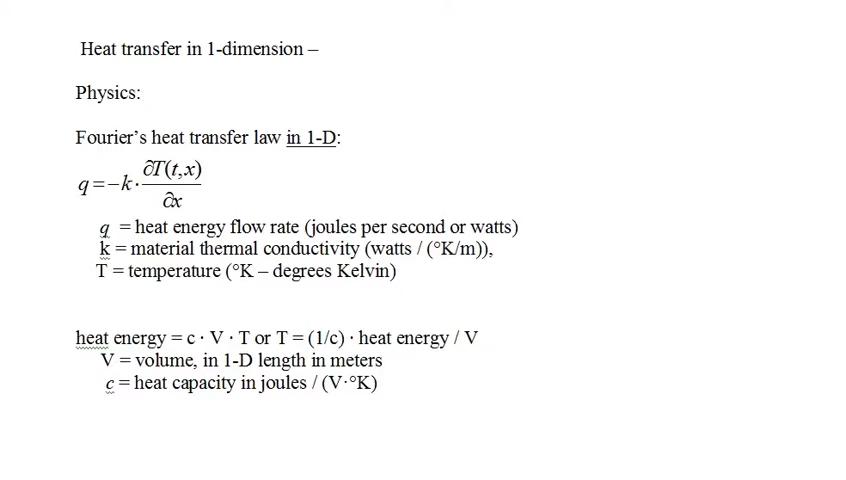 Heat transfer in 1-dimension –
Physics:
Fourier's heat transfer law in 1-D:
q = −k · ∂T(t,x) / ∂x
q = heat energy flow rate (joules per second or watts)
k = material thermal conductivity (watts / (°K/m)),
T = temperature (°K – degrees Kelvin)
heat energy = c · V · T or T = (1/c) · heat energy / V
V = volume, in 1-D length in meters
c = heat capacity in joules / (V·°K)